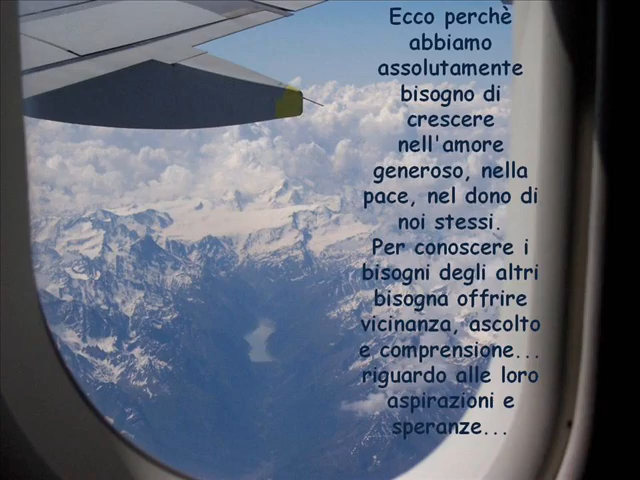 Ecco perchè
abbiamo
assolutamente
bisogno di
crescere
nell'amore
generoso, nella
pace, nel dono di
noi stessi.
Per conoscere i
bisogni degli altri
bisogna offrire
vicinanza, ascolto
e comprensione...
riguardo alle loro
aspirazioni e
speranze...